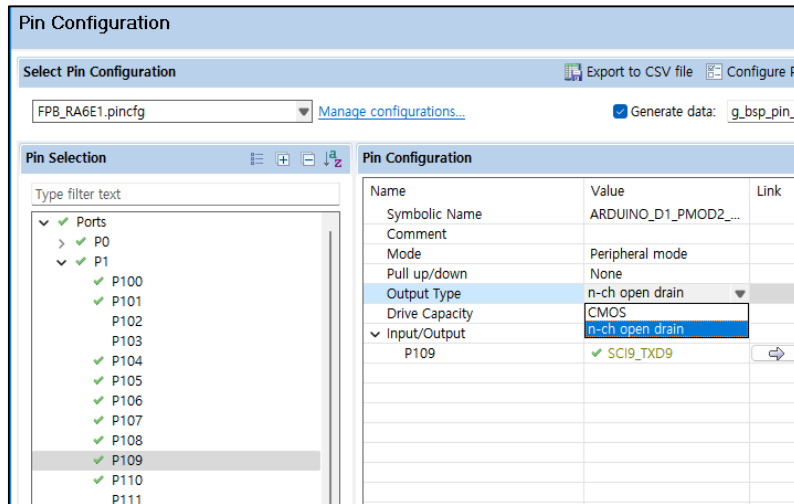 Pin Configuration
Select Pin Configuration
Export to CSV file
Configure P
FPB_RA6E1.pincfg
Manage configurations...
Generate data:
g_bsp_pin_
Pin Selection
Type filter text
Ports
P0
P1
P100
P101
P102
P103
P104
P105
P106
P107
P108
P109
P110
P111
Pin Configuration
Name Value Link
Symbolic Name ARDUINO_D1_PMOD2_...
Comment
Mode Peripheral mode
Pull up/down None
Output Type n-ch open drain
Drive Capacity CMOS
n-ch open drain
Input/Output
P109 SCI9_TXD9